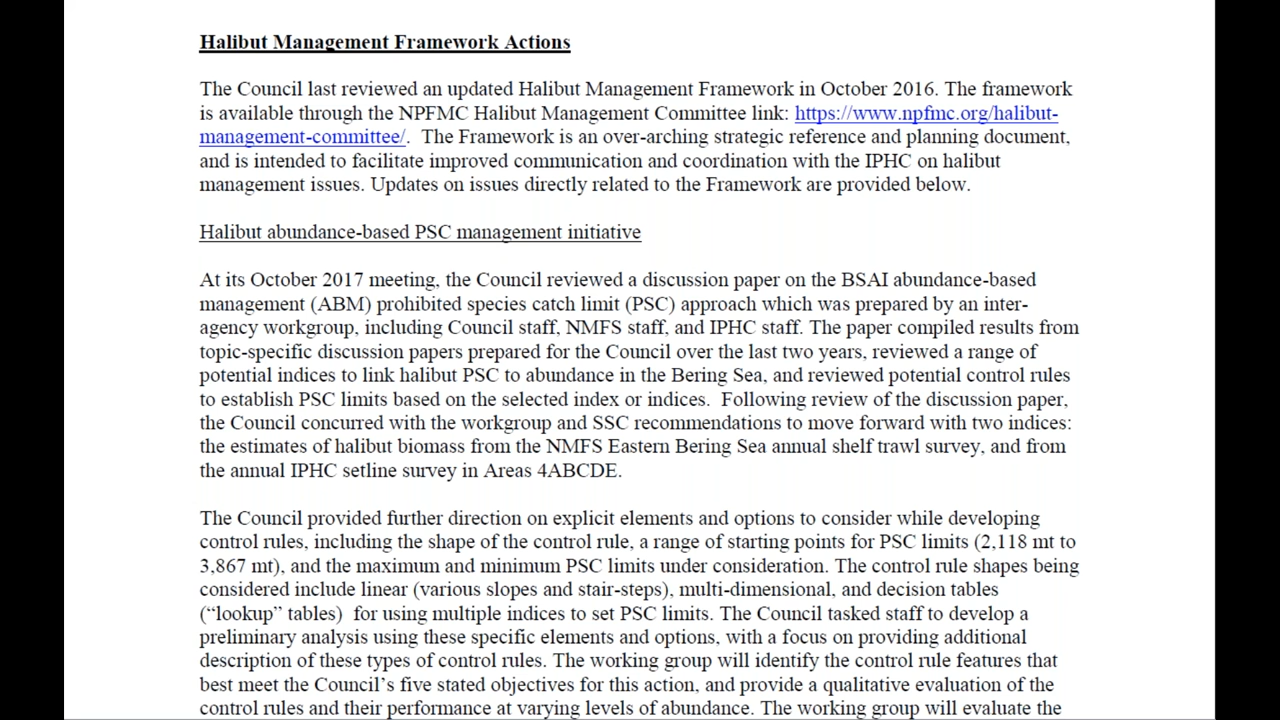 Halibut Management Framework Actions
The Council last reviewed an updated Halibut Management Framework in October 2016. The framework
is available through the NPFMC Halibut Management Committee link: https://www.npfmc.org/halibut-
management-committee/.  The Framework is an over-arching strategic reference and planning document,
and is intended to facilitate improved communication and coordination with the IPHC on halibut
management issues. Updates on issues directly related to the Framework are provided below.
Halibut abundance-based PSC management initiative
At its October 2017 meeting, the Council reviewed a discussion paper on the BSAI abundance-based
management (ABM) prohibited species catch limit (PSC) approach which was prepared by an inter-
agency workgroup, including Council staff, NMFS staff, and IPHC staff. The paper compiled results from
topic-specific discussion papers prepared for the Council over the last two years, reviewed a range of
potential indices to link halibut PSC to abundance in the Bering Sea, and reviewed potential control rules
to establish PSC limits based on the selected index or indices.  Following review of the discussion paper,
the Council concurred with the workgroup and SSC recommendations to move forward with two indices:
the estimates of halibut biomass from the NMFS Eastern Bering Sea annual shelf trawl survey, and from
the annual IPHC setline survey in Areas 4ABCDE.
The Council provided further direction on explicit elements and options to consider while developing
control rules, including the shape of the control rule, a range of starting points for PSC limits (2,118 mt to
3,867 mt), and the maximum and minimum PSC limits under consideration. The control rule shapes being
considered include linear (various slopes and stair-steps), multi-dimensional, and decision tables
(“lookup” tables)  for using multiple indices to set PSC limits. The Council tasked staff to develop a
preliminary analysis using these specific elements and options, with a focus on providing additional
description of these types of control rules. The working group will identify the control rule features that
best meet the Council’s five stated objectives for this action, and provide a qualitative evaluation of the
control rules and their performance at varying levels of abundance. The working group will evaluate the